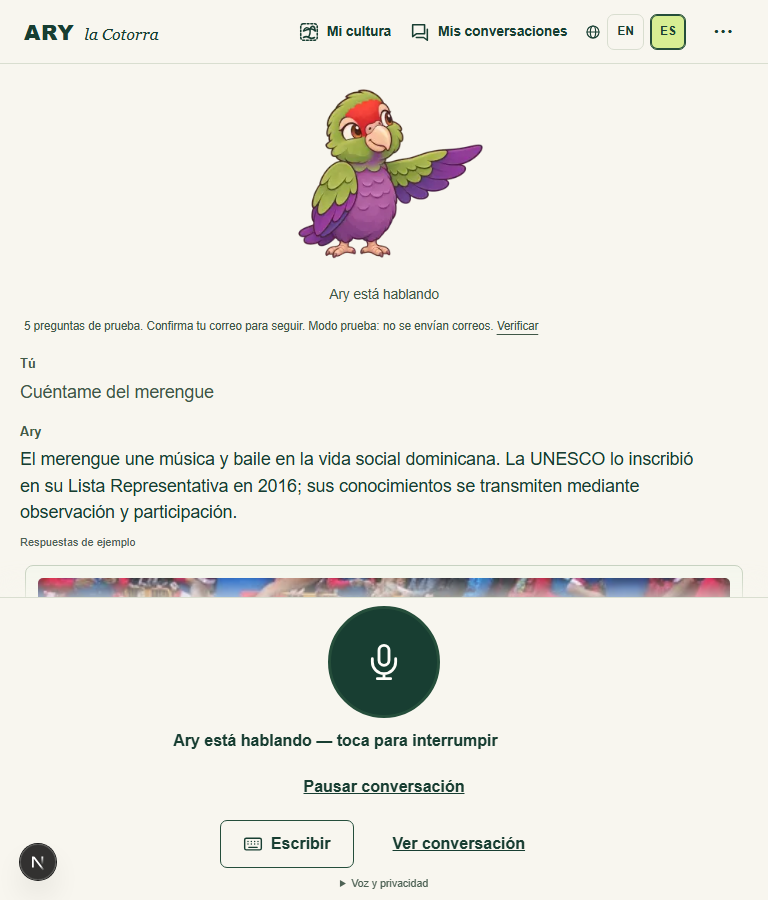 ARY la Cotorra
Mi cultura
Mis conversaciones
EN
ES
Ary está hablando
5 preguntas de prueba. Confirma tu correo para seguir. Modo prueba: no se envían correos. Verificar
Tú
Cuéntame del merengue
Ary
El merengue une música y baile en la vida social dominicana. La UNESCO lo inscribió
en su Lista Representativa en 2016; sus conocimientos se transmiten mediante
observación y participación.
Respuestas de ejemplo
Ary está hablando — toca para interrumpir
Pausar conversación
Escribir
Ver conversación
N
Voz y privacidad